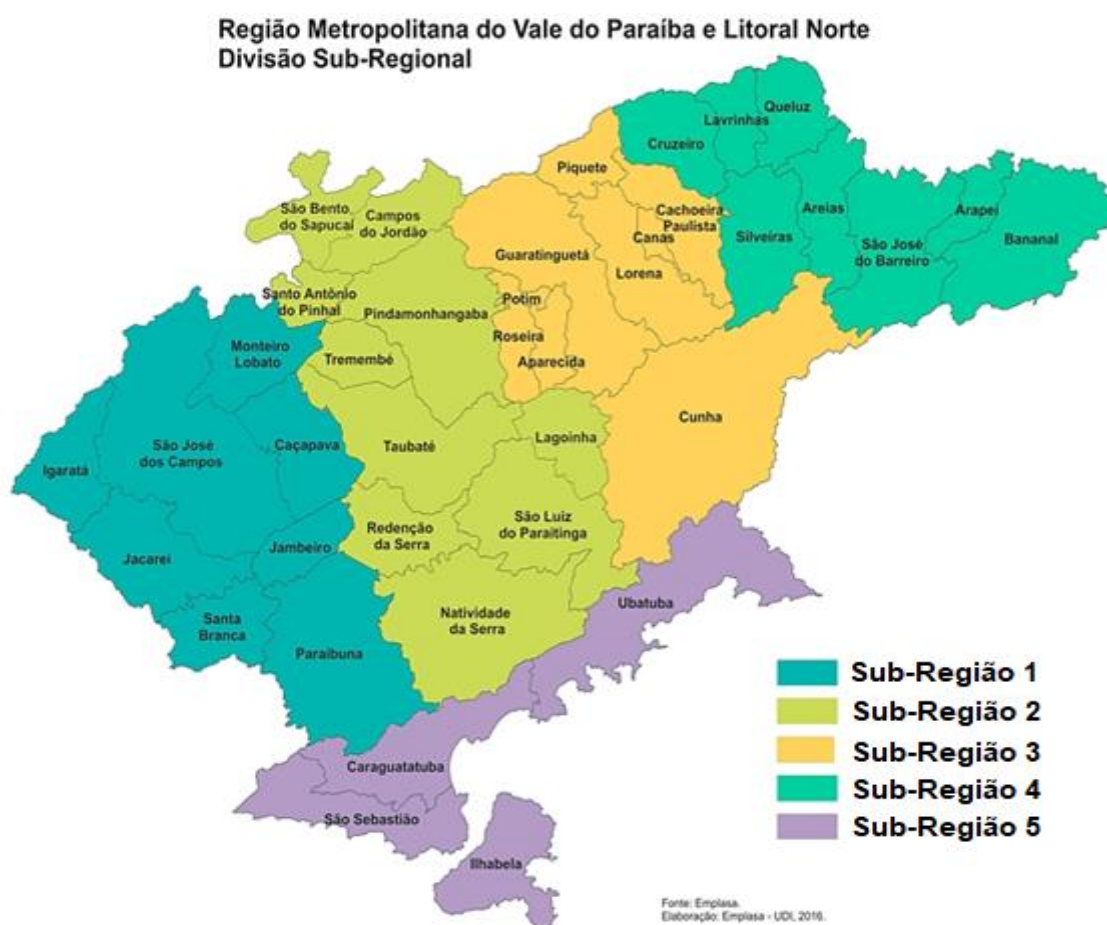 Região Metropolitana do Vale do Paraíba e Litoral Norte
Divisão Sub-Regional
Queluz
Lavrinhas
Cruzeiro
Piquete
Cachoeira
Paulista
Canas
Silveiras
Areias
Arapeí
São José
do Barreiro
Bananal
São Bento
do Sapucaí
Campos
do Jordão
Guaratinguetá
Lorena
Santo Antônio
do Pinhal
Pindamonhangaba
Potim
Roseira
Aparecida
Monteiro
Lobato
Tremembé
Cunha
Taubaté
Lagoinha
Caçapava
São José
dos Campos
Igaratá
Redenção
da Serra
São Luiz
do Paraitinga
Jacareí
Jambeiro
Santa
Branca
Natividade
da Serra
Ubatuba
Paraibuna
Caraguatatuba
São Sebastião
Ilhabela
Sub-Região 1
Sub-Região 2
Sub-Região 3
Sub-Região 4
Sub-Região 5
Fonte: Emplasa.
Elaboração: Emplasa - UDI, 2016.